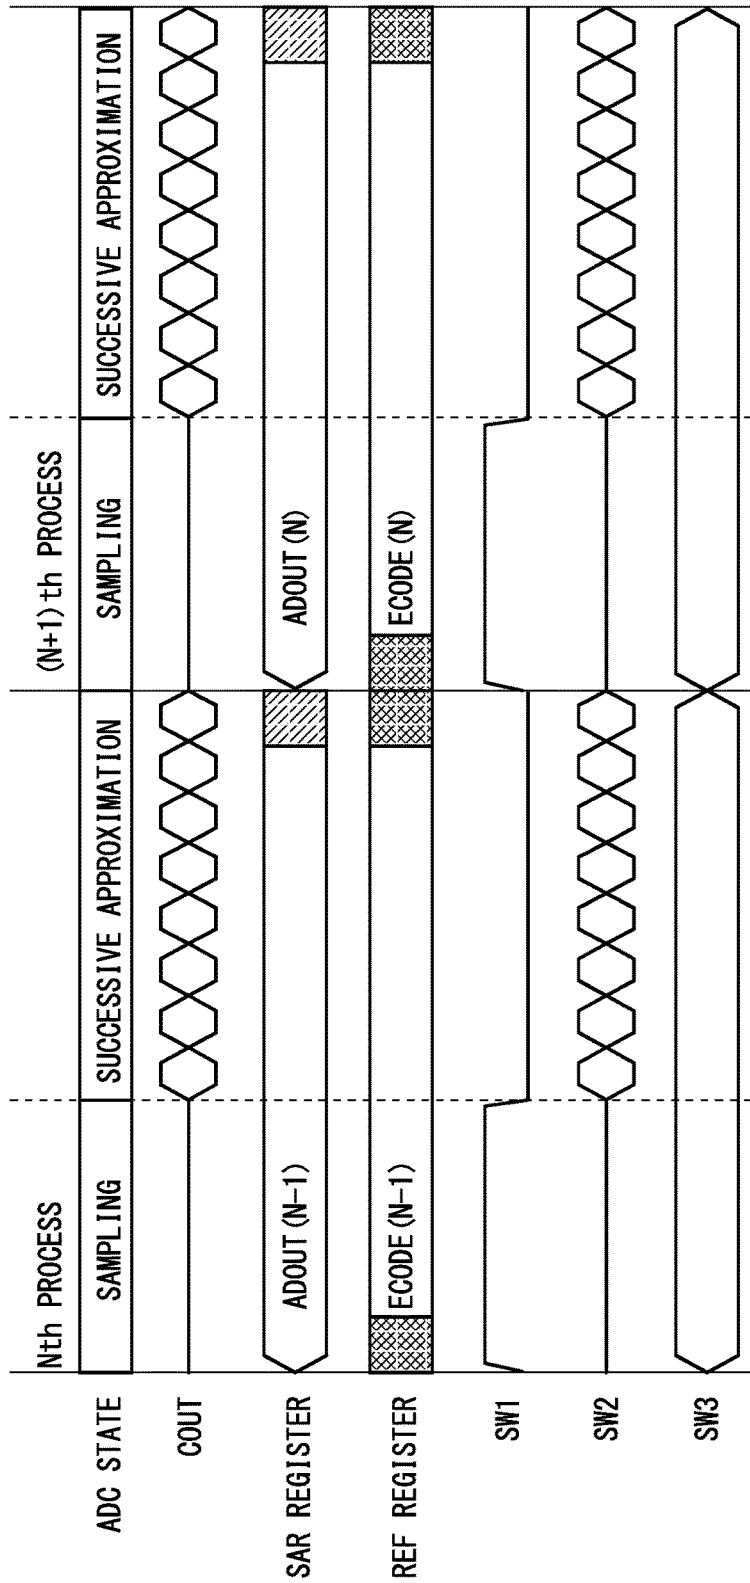 Nth PROCESS
(N+1)th PROCESS
ADC STATE
SAMPLING
SUCCESSIVE APPROXIMATION
SAMPLING
SUCCESSIVE APPROXIMATION
COUT
SAR REGISTER
ADOUT(N-1)
ADOUT(N)
REF REGISTER
ECODE(N-1)
ECODE(N)
SW1
SW2
SW3